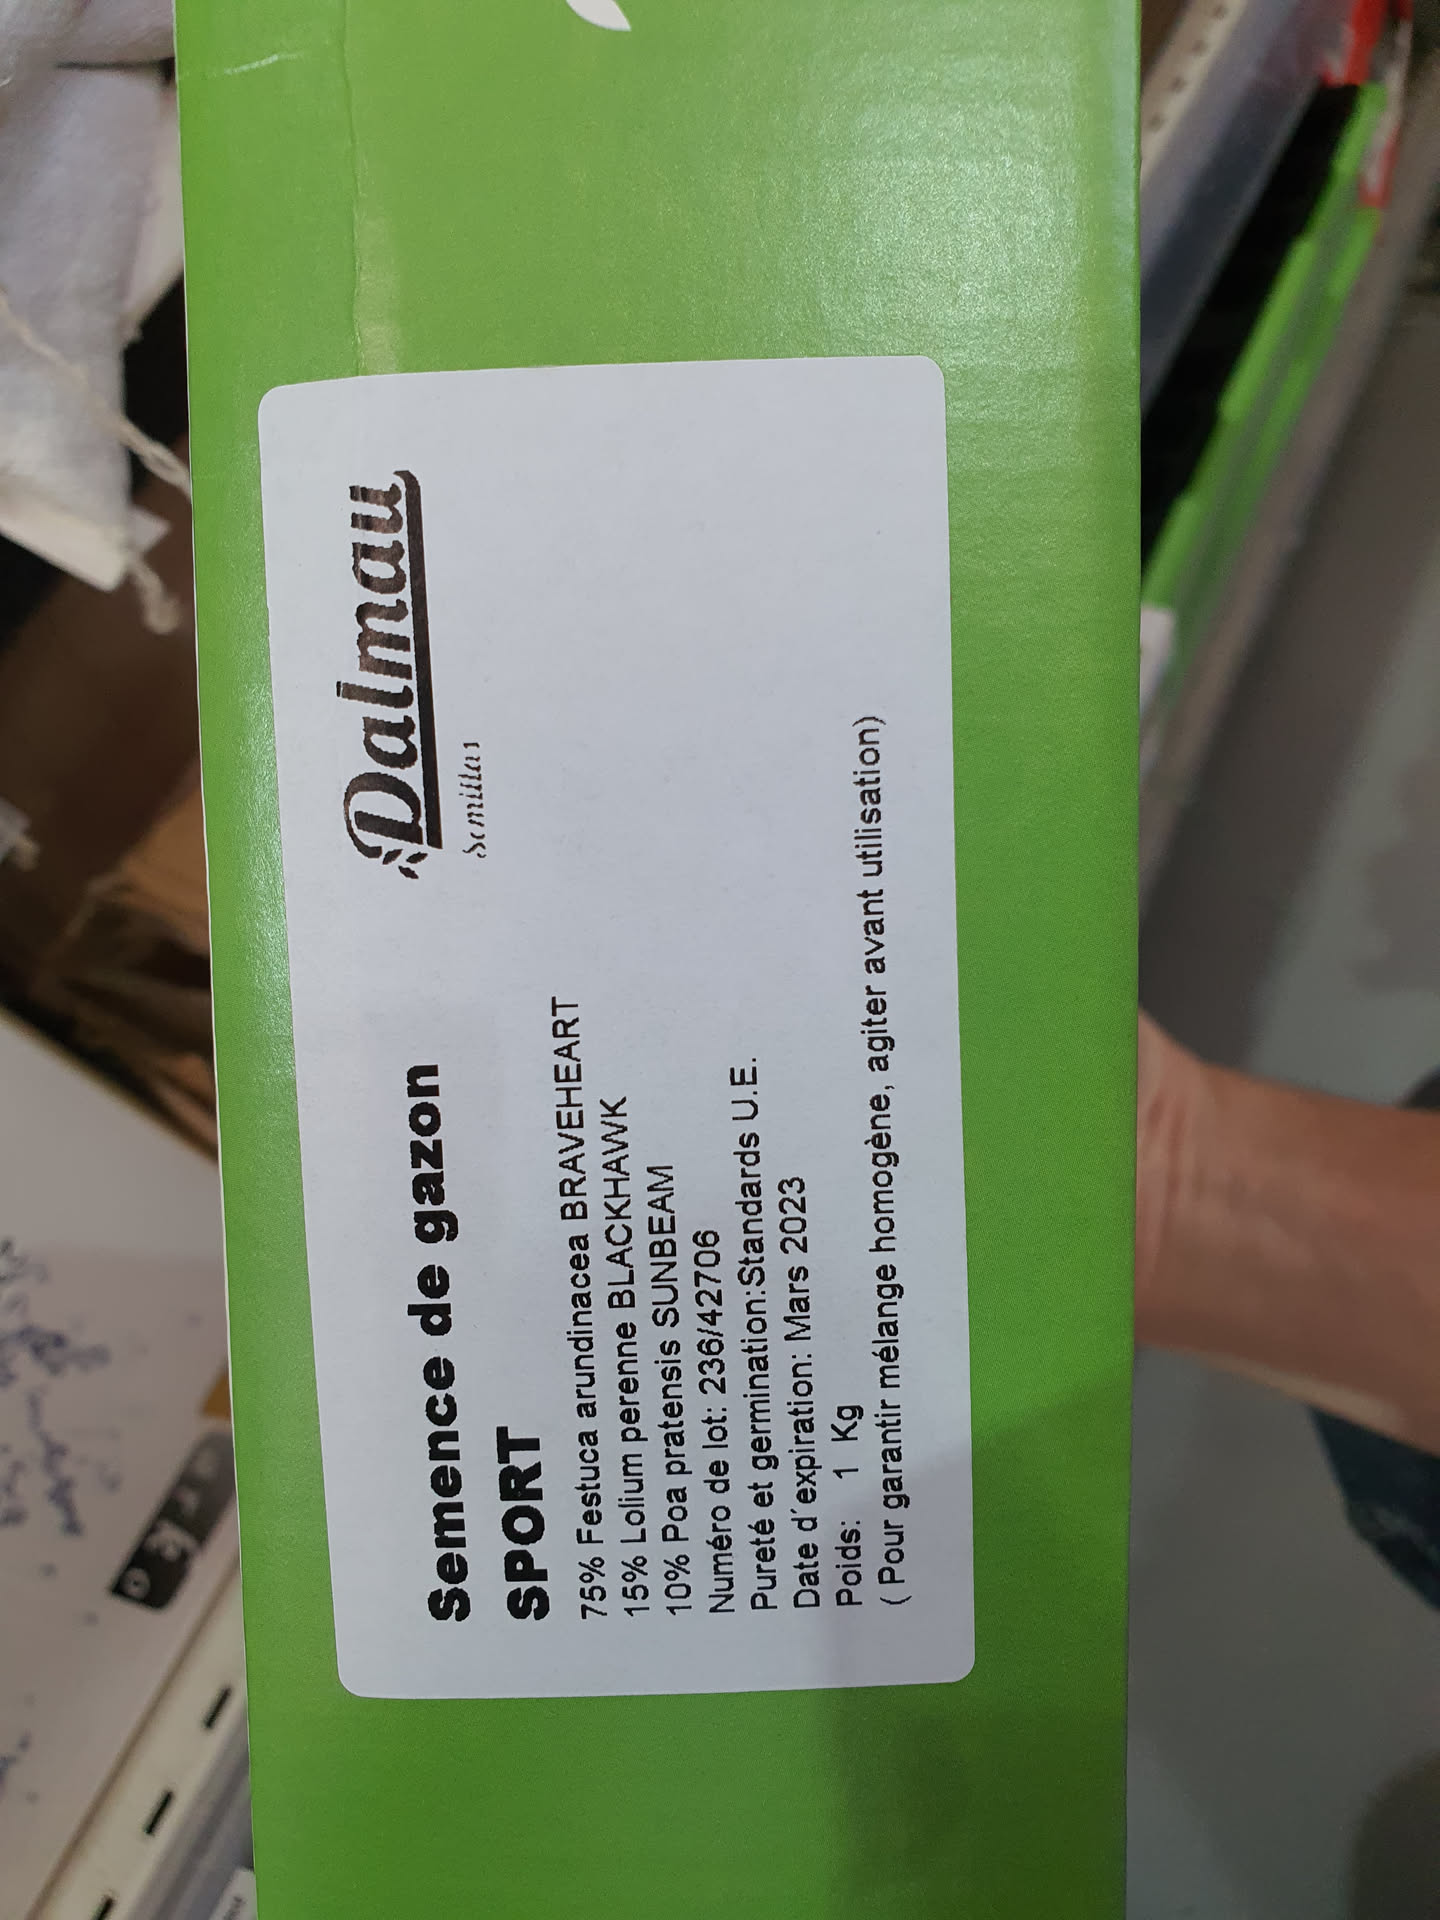 Dalmau
Semillas
Semence de gazon
SPORT
75% Festuca arundinacea BRAVEHEART
15% Lolium perenne BLACKHAWK
10% Poa pratensis SUNBEAM
Numéro de lot: 236/42706
Pureté et germination:Standards U.E.
Date d´expiration: Mars 2023
Poids: 1 Kg
( Pour garantir mélange homogène, agiter avant utilisation)